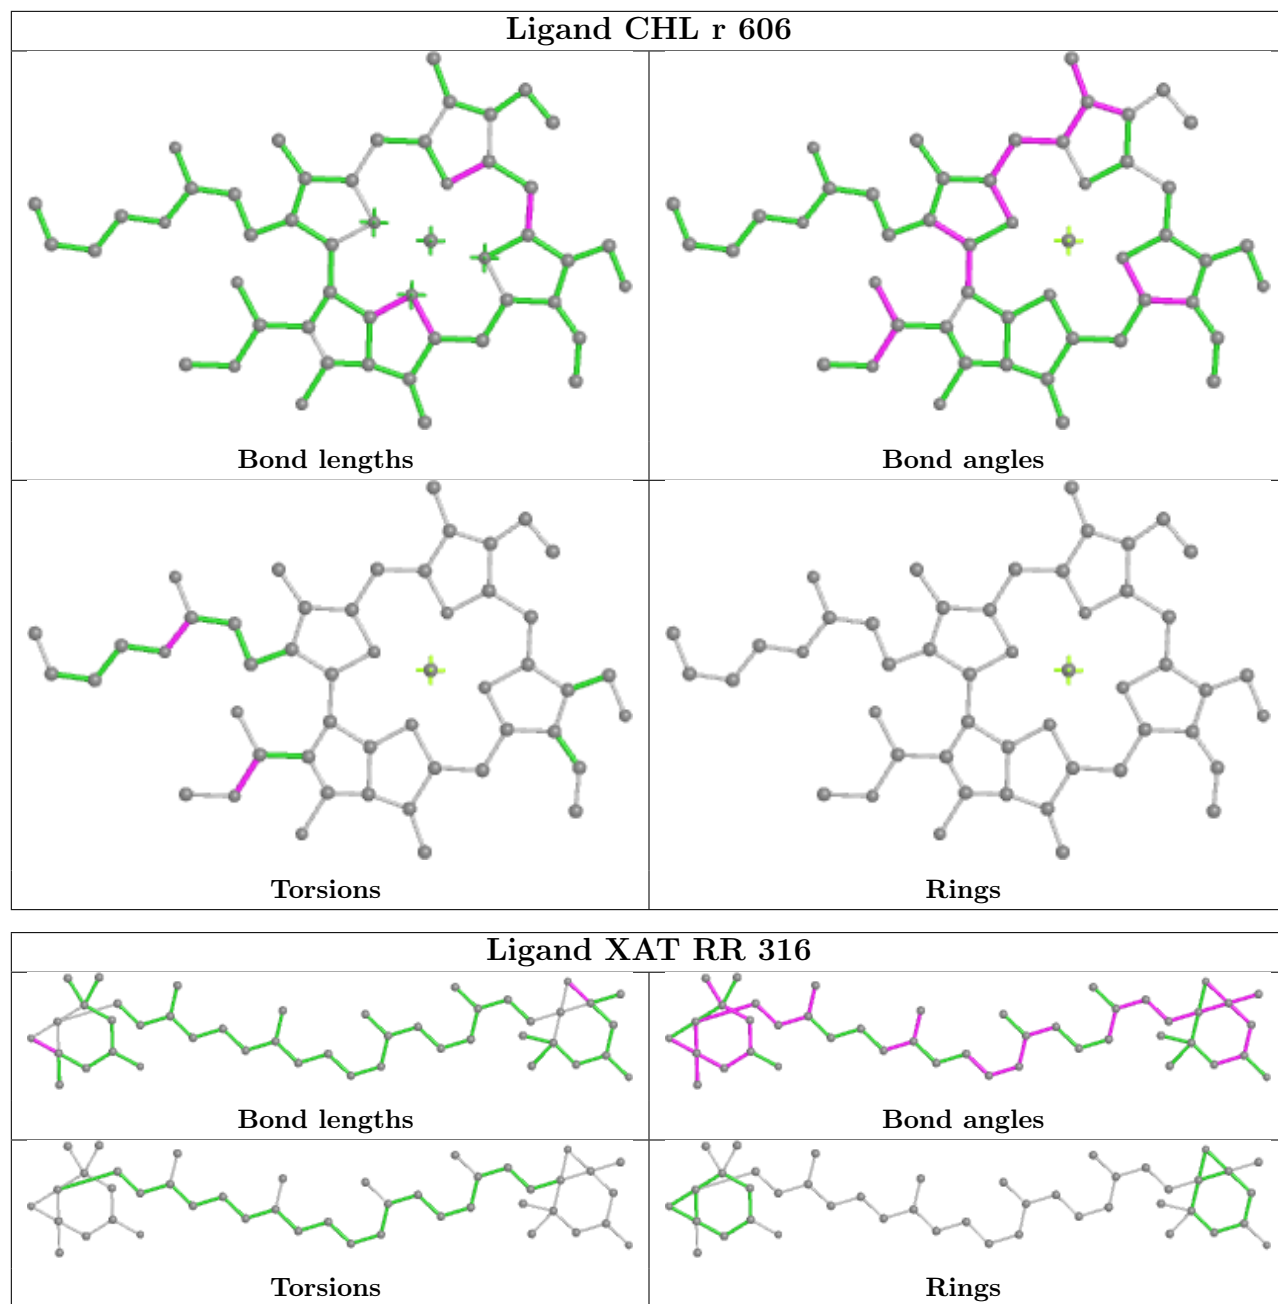 Ligand CHL r 606
Bond lengths
Bond angles
Torsions
Rings
Ligand XAT RR 316
Bond lengths
Bond angles
Torsions
Rings